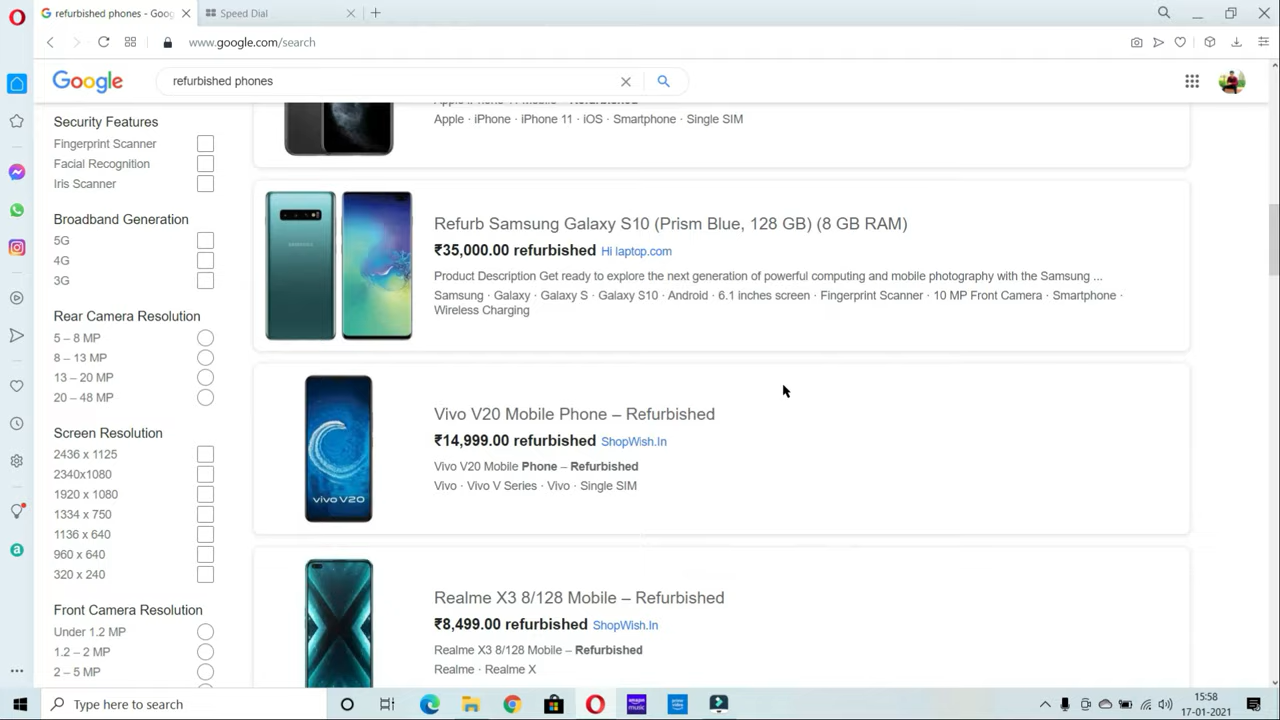 refurbished phones - Goog
Speed Dial
www.google.com/search
Google
refurbished phones
Security Features
Fingerprint Scanner
Facial Recognition
Iris Scanner
Broadband Generation
5G
4G
3G
Rear Camera Resolution
5 – 8 MP
8 – 13 MP
13 – 20 MP
20 – 48 MP
Screen Resolution
2436 x 1125
2340x1080
1920 x 1080
1334 x 750
1136 x 640
960 x 640
320 x 240
Front Camera Resolution
Under 1.2 MP
1.2 – 2 MP
2 – 5 MP
Apple · iPhone · iPhone 11 · iOS · Smartphone · Single SIM
Refurb Samsung Galaxy S10 (Prism Blue, 128 GB) (8 GB RAM)
₹35,000.00 refurbished Hi laptop.com
Product Description Get ready to explore the next generation of powerful computing and mobile photography with the Samsung ...
Samsung · Galaxy · Galaxy S · Galaxy S10 · Android · 6.1 inches screen · Fingerprint Scanner · 10 MP Front Camera · Smartphone ·
Wireless Charging
Vivo V20 Mobile Phone – Refurbished
₹14,999.00 refurbished ShopWish.In
Vivo V20 Mobile Phone – Refurbished
Vivo · Vivo V Series · Vivo · Single SIM
vivo V20
Realme X3 8/128 Mobile – Refurbished
₹8,499.00 refurbished ShopWish.In
Realme X3 8/128 Mobile – Refurbished
Realme · Realme X
Type here to search
15:58
17-01-2021